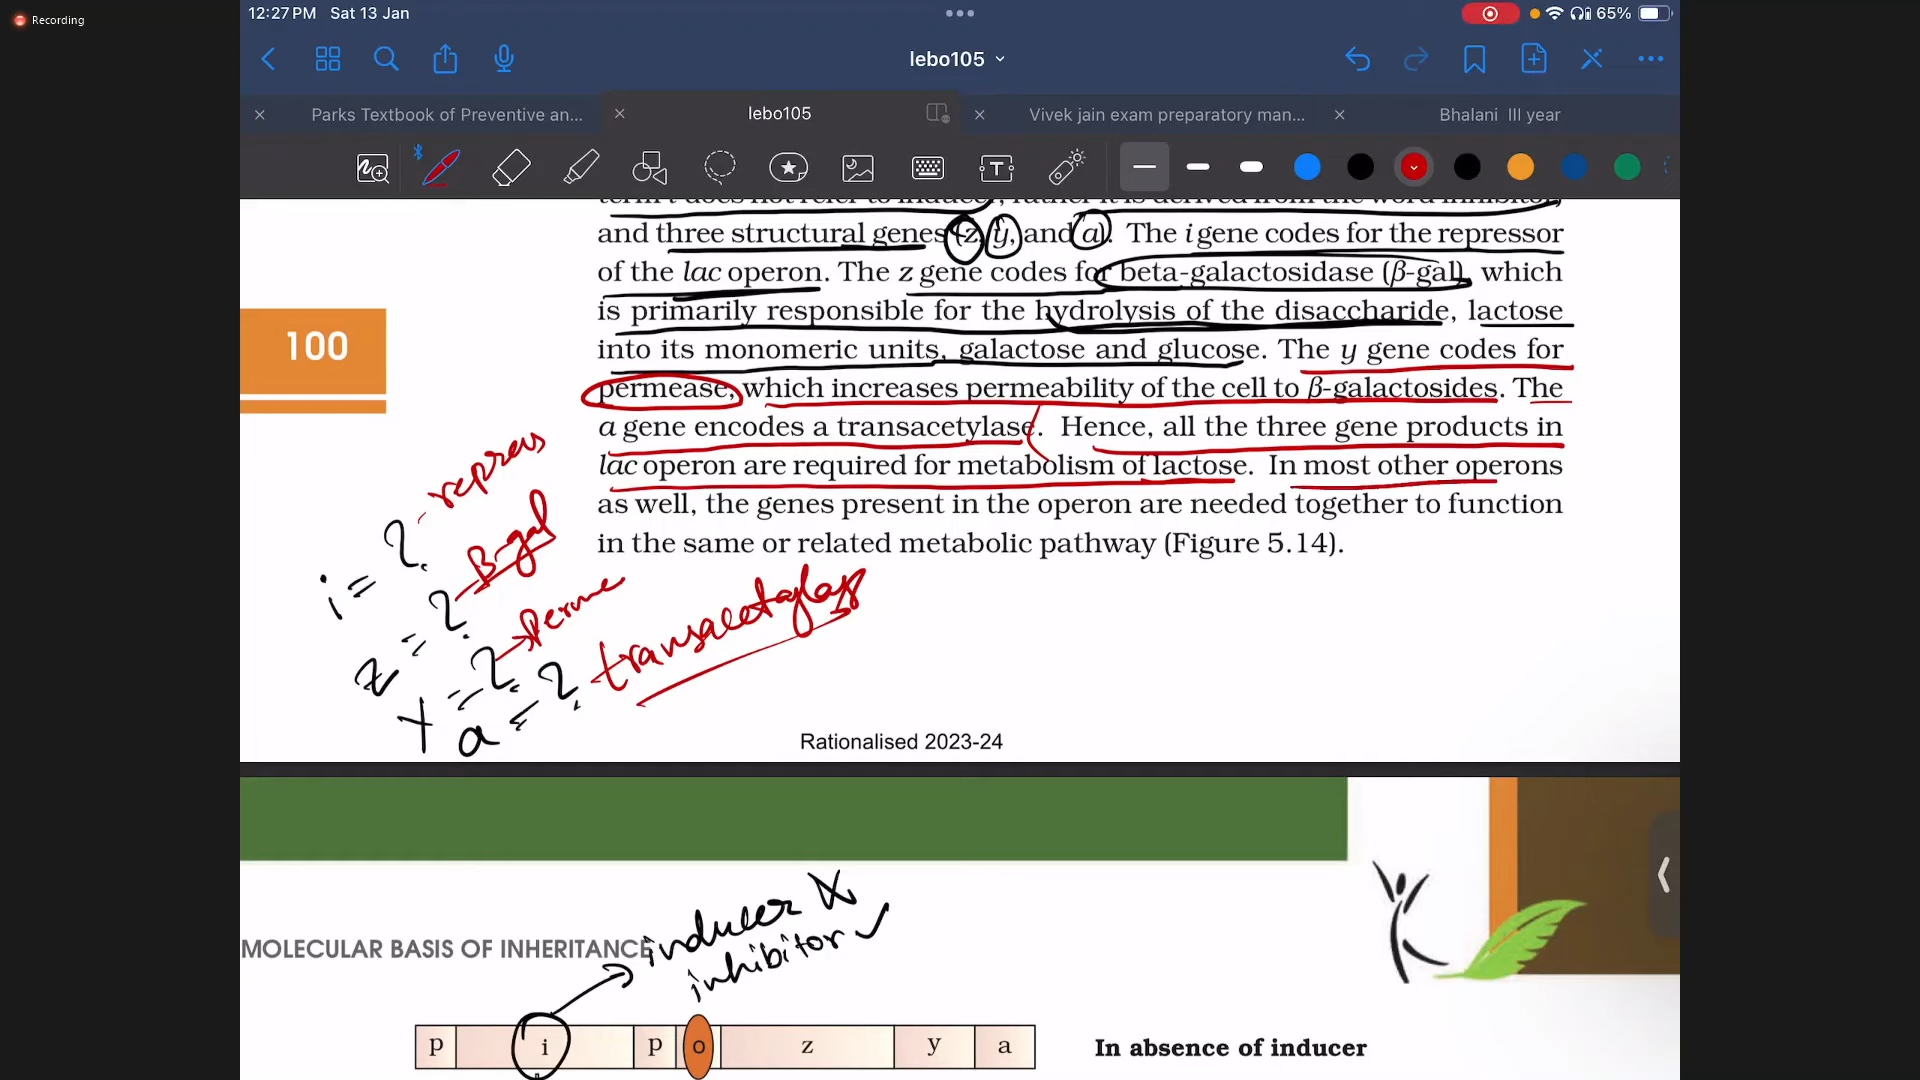 Recording
12:27 PM Sat 13 Jan
65%
lebo105
Parks Textbook of Preventive an...
lebo105
Vivek jain exam preparatory man...
Bhalani III year
and three structural genes (z, y, and a). The i gene codes for the repressor
of the lac operon. The z gene codes for beta-galactosidase (β-gal), which
is primarily responsible for the hydrolysis of the disaccharide, lactose
into its monomeric units, galactose and glucose. The y gene codes for
permease, which increases permeability of the cell to β-galactosides. The
a gene encodes a transacetylase. Hence, all the three gene products in
lac operon are required for metabolism of lactose. In most other operons
as well, the genes present in the operon are needed together to function
in the same or related metabolic pathway (Figure 5.14).
100
i = ? repres
z = ? β-gal
Y = ? Perme
a = ?
Rationalised 2023-24
inducer X
inhibitor ✓
MOLECULAR BASIS OF INHERITANCE
p i p o z y a
In absence of inducer